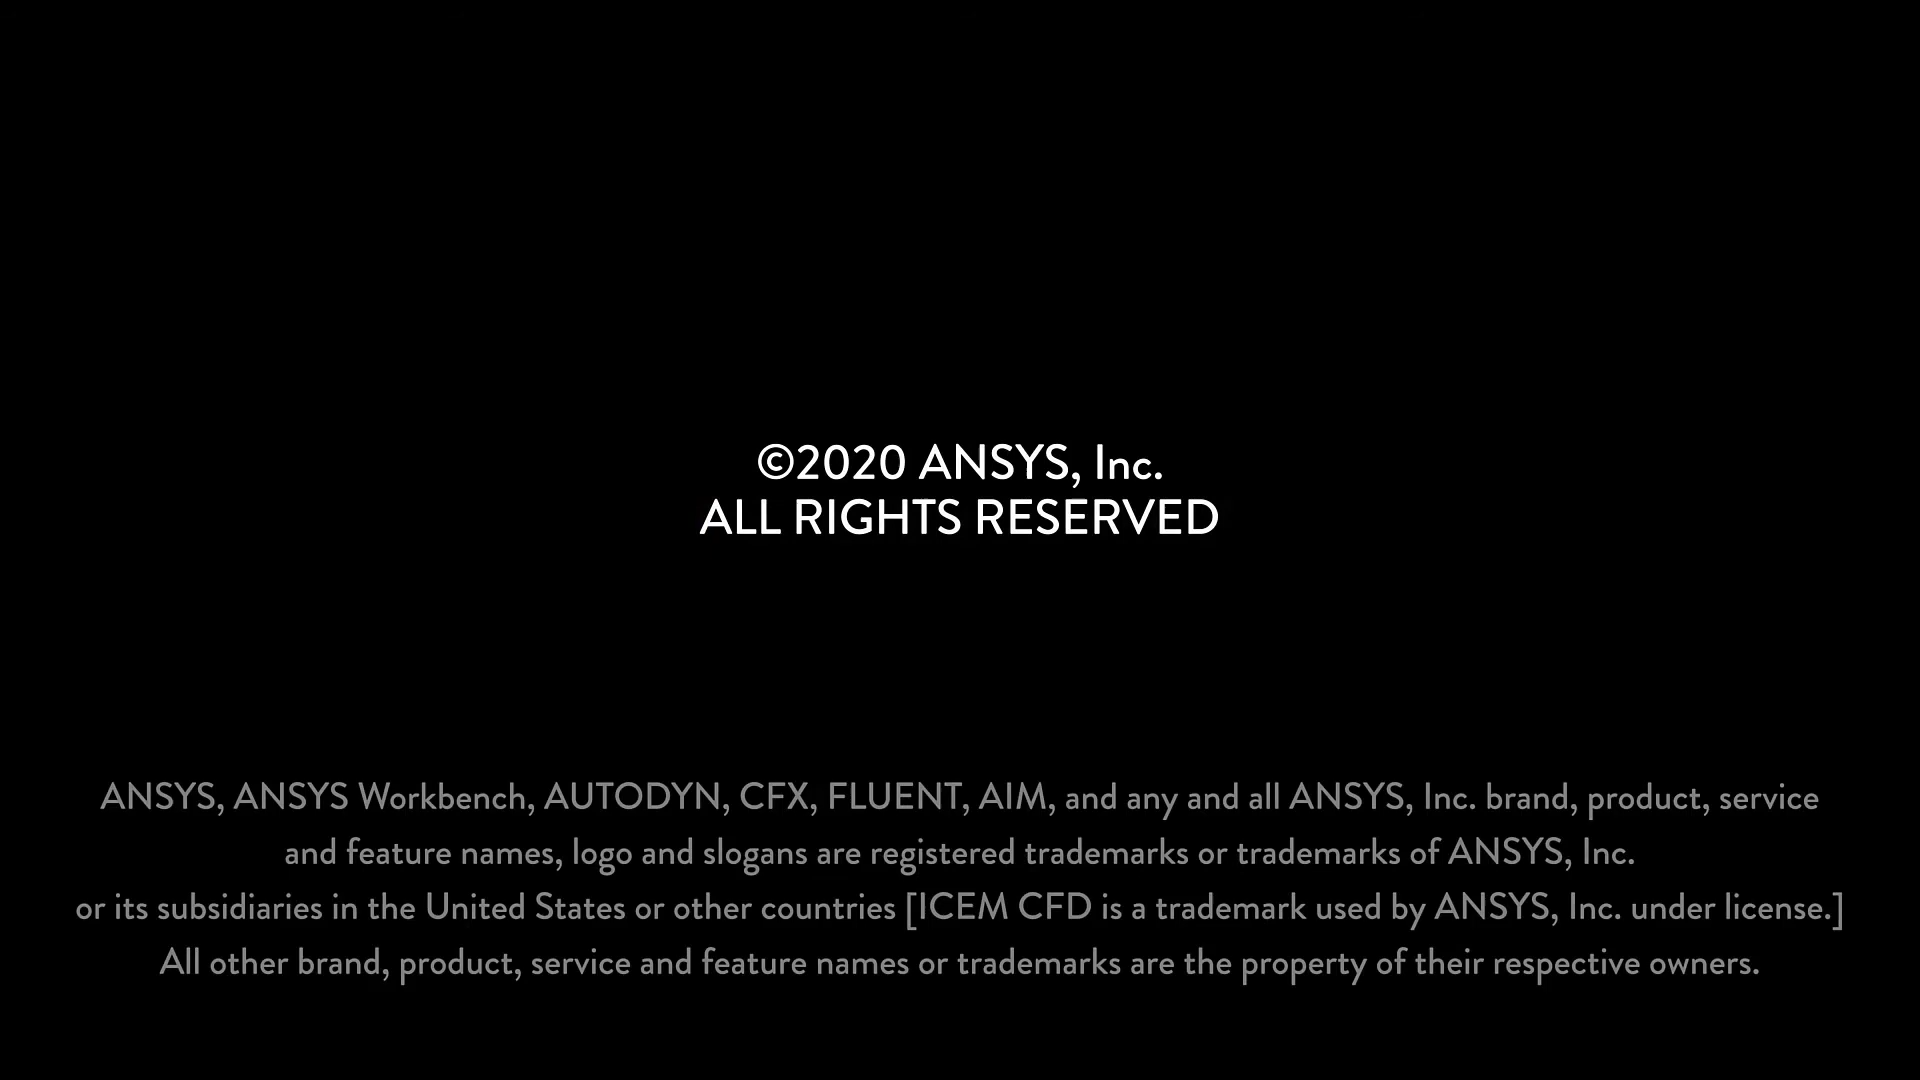 ©2020 ANSYS, Inc.
ALL RIGHTS RESERVED
ANSYS, ANSYS Workbench, AUTODYN, CFX, FLUENT, AIM, and any and all ANSYS, Inc. brand, product, service
and feature names, logo and slogans are registered trademarks or trademarks of ANSYS, Inc.
or its subsidiaries in the United States or other countries [ICEM CFD is a trademark used by ANSYS, Inc. under license.]
All other brand, product, service and feature names or trademarks are the property of their respective owners.